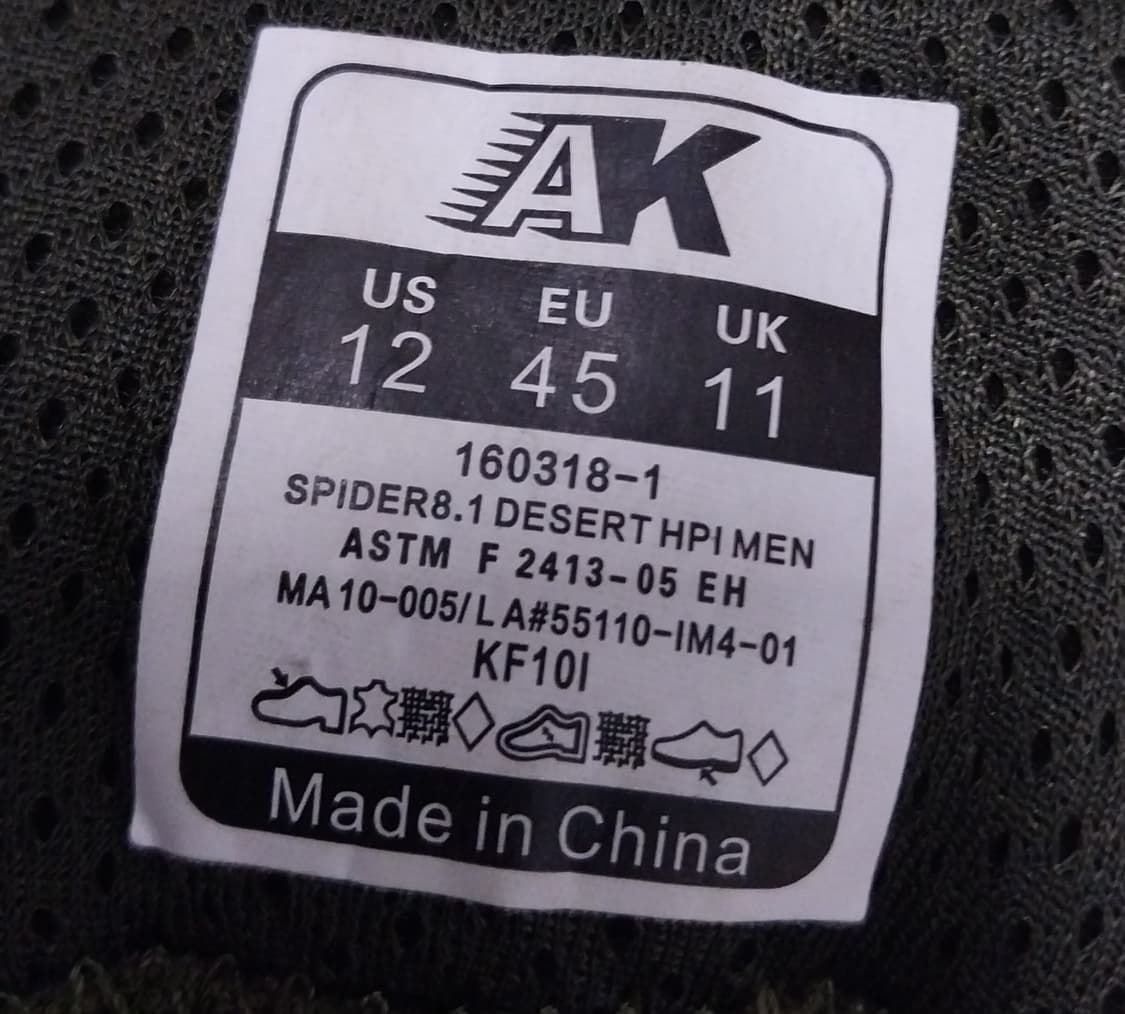 AK
US EU UK
12 45 11
160318-1
SPIDER8.1 DESERT HPI MEN
ASTM F 2413-05 EH
MA10-005/LA#55110-IM4-01
KF10I
Made in China